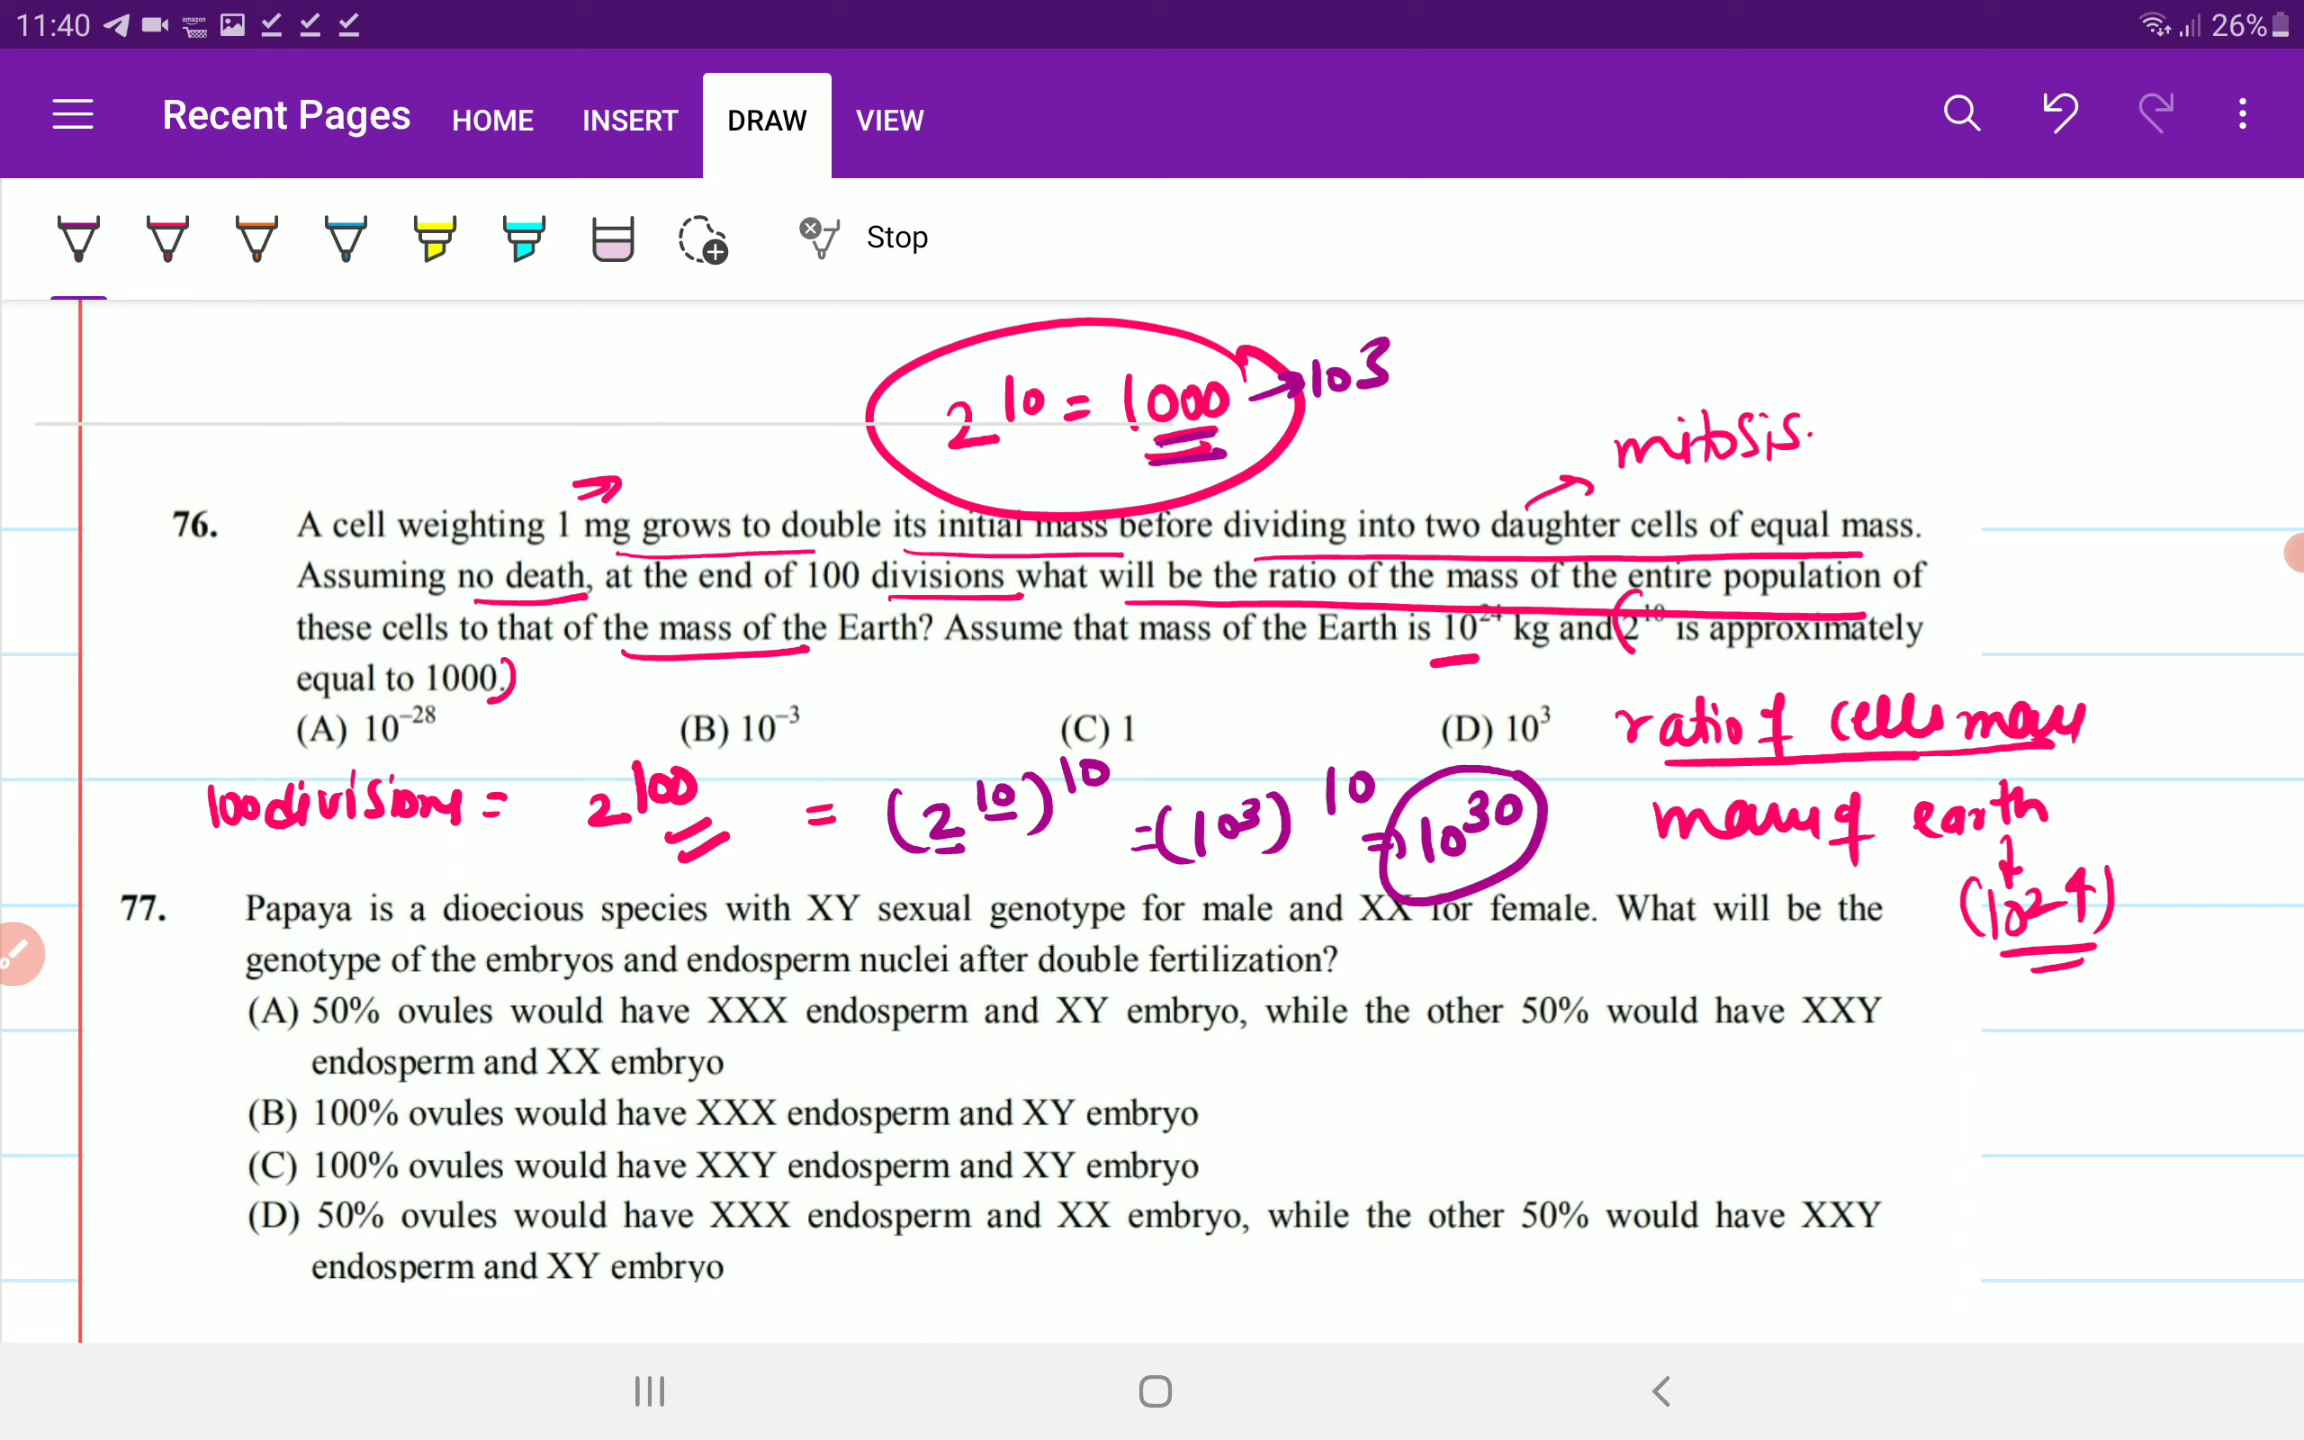 11:40
26%
Recent Pages HOME INSERT DRAW VIEW
Stop
2^10 = 1000 → 10^3
mitosis.
76. A cell weighting 1 mg grows to double its initial mass before dividing into two daughter cells of equal mass.
Assuming no death, at the end of 100 divisions what will be the ratio of the mass of the entire population of
these cells to that of the mass of the Earth? Assume that mass of the Earth is 10^24 kg and 2^10 is approximately
equal to 1000.
(A) 10^-28 (B) 10^-3 (C) 1 (D) 10^3
ratio of cells mass
mass of earth
(10^24)
100 divisions = 2^100 = (2^10)^10 = (10^3)^10 = 10^30
77. Papaya is a dioecious species with XY sexual genotype for male and XX for female. What will be the
genotype of the embryos and endosperm nuclei after double fertilization?
(A) 50% ovules would have XXX endosperm and XY embryo, while the other 50% would have XXY
endosperm and XX embryo
(B) 100% ovules would have XXX endosperm and XY embryo
(C) 100% ovules would have XXY endosperm and XY embryo
(D) 50% ovules would have XXX endosperm and XX embryo, while the other 50% would have XXY
endosperm and XY embryo